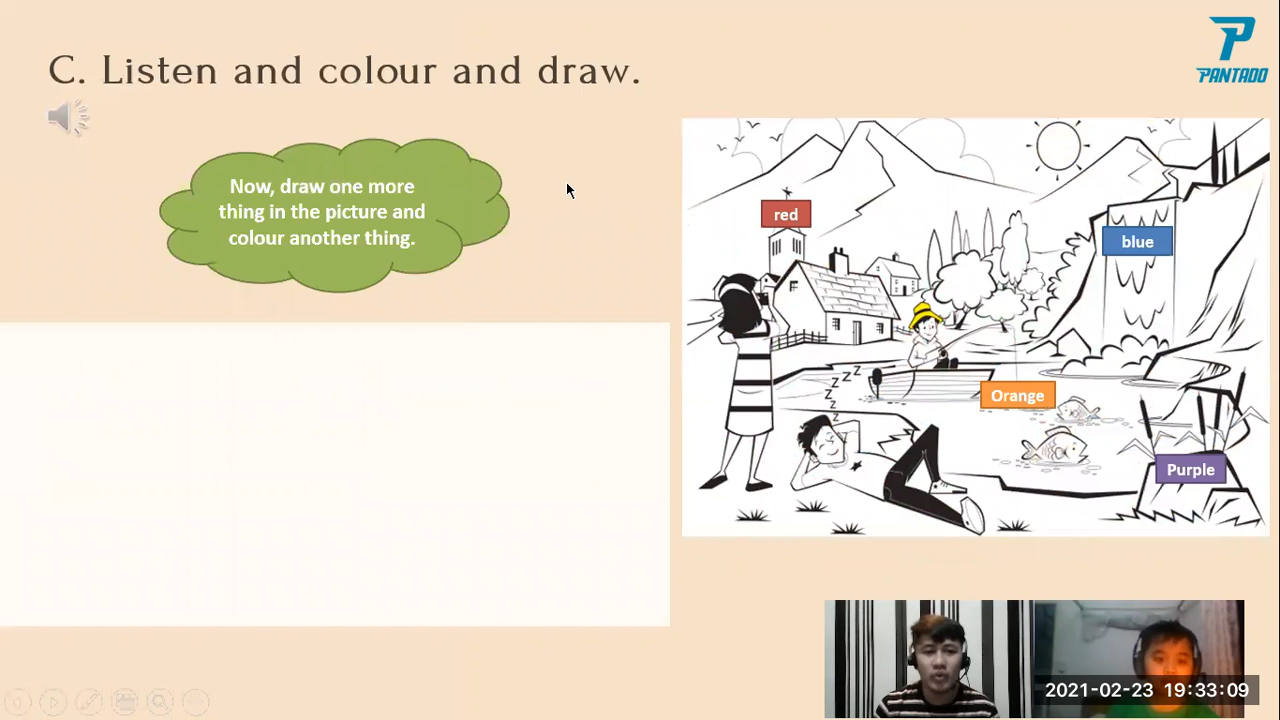 C. Listen and colour and draw.
PANTADO
Now, draw one more
thing in the picture and
colour another thing.
red
blue
Z Z Z
Z
Z
Z
Orange
Purple
2021-02-23 19:33:09